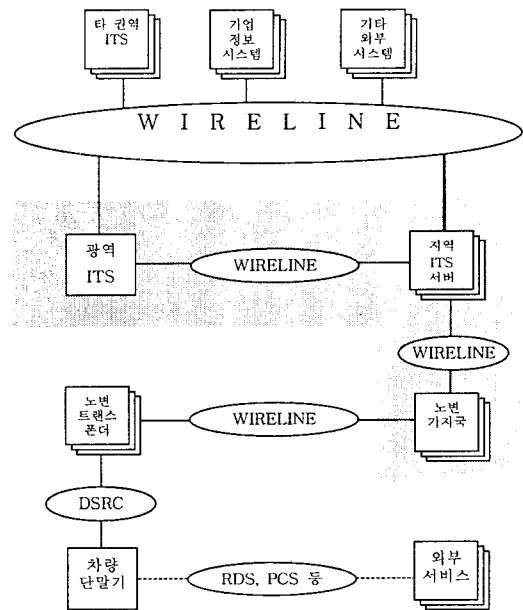 타 권역
ITS
기업
정보
시스템
기타
외부
시스템
W I R E L I N E
광역
ITS
WIRELINE
지역
ITS
서버
WIRELINE
노변
트랜스
폰더
WIRELINE
노변
기지국
DSRC
차량
단말기
RDS, PCS 등
외부
서비스